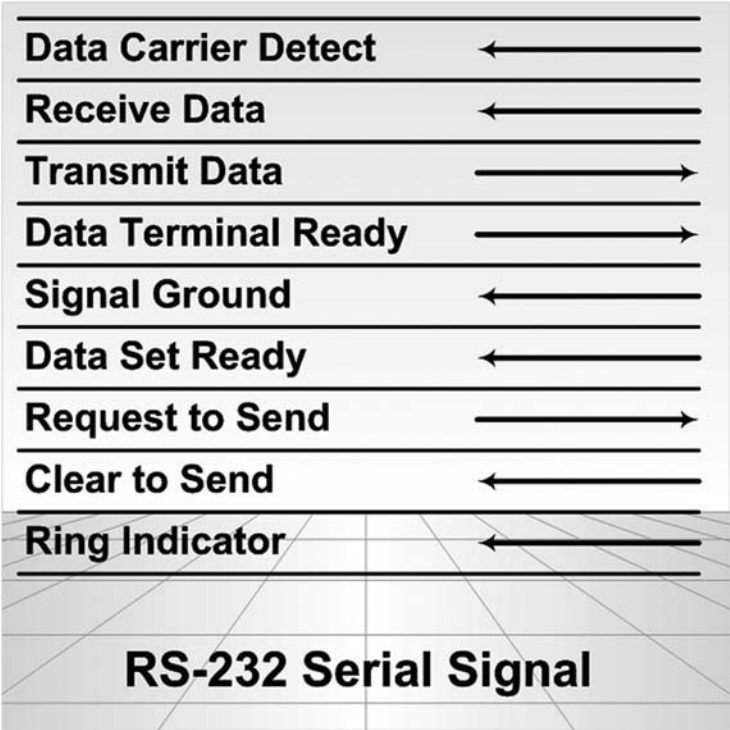 Data Carrier Detect
Receive Data
Transmit Data
Data Terminal Ready
Signal Ground
Data Set Ready
Request to Send
Clear to Send
Ring Indicator
RS-232 Serial Signal